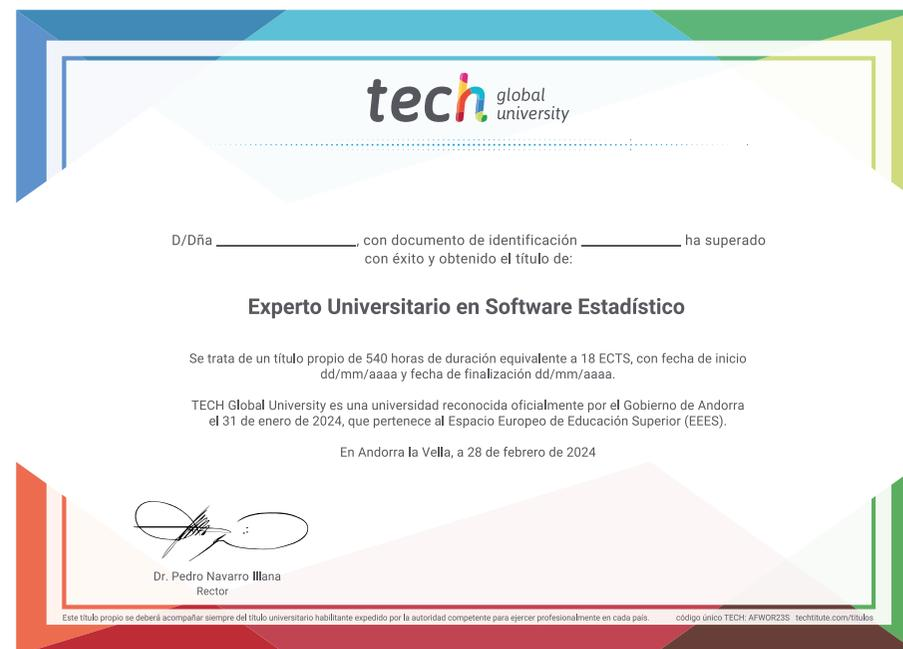 tech global
university
D/Dña ____________________, con documento de identificación ______________ ha superado
con éxito y obtenido el título de:
Experto Universitario en Software Estadístico
Se trata de un título propio de 540 horas de duración equivalente a 18 ECTS, con fecha de inicio
dd/mm/aaaa y fecha de finalización dd/mm/aaaa.
TECH Global University es una universidad reconocida oficialmente por el Gobierno de Andorra
el 31 de enero de 2024, que pertenece al Espacio Europeo de Educación Superior (EEES).
En Andorra la Vella, a 28 de febrero de 2024
Dr. Pedro Navarro Illana
Rector
Este título propio se deberá acompañar siempre del título universitario habilitante expedido por la autoridad competente para ejercer profesionalmente en cada país. código único TECH: AFWOR23S techtitute.com/titulos